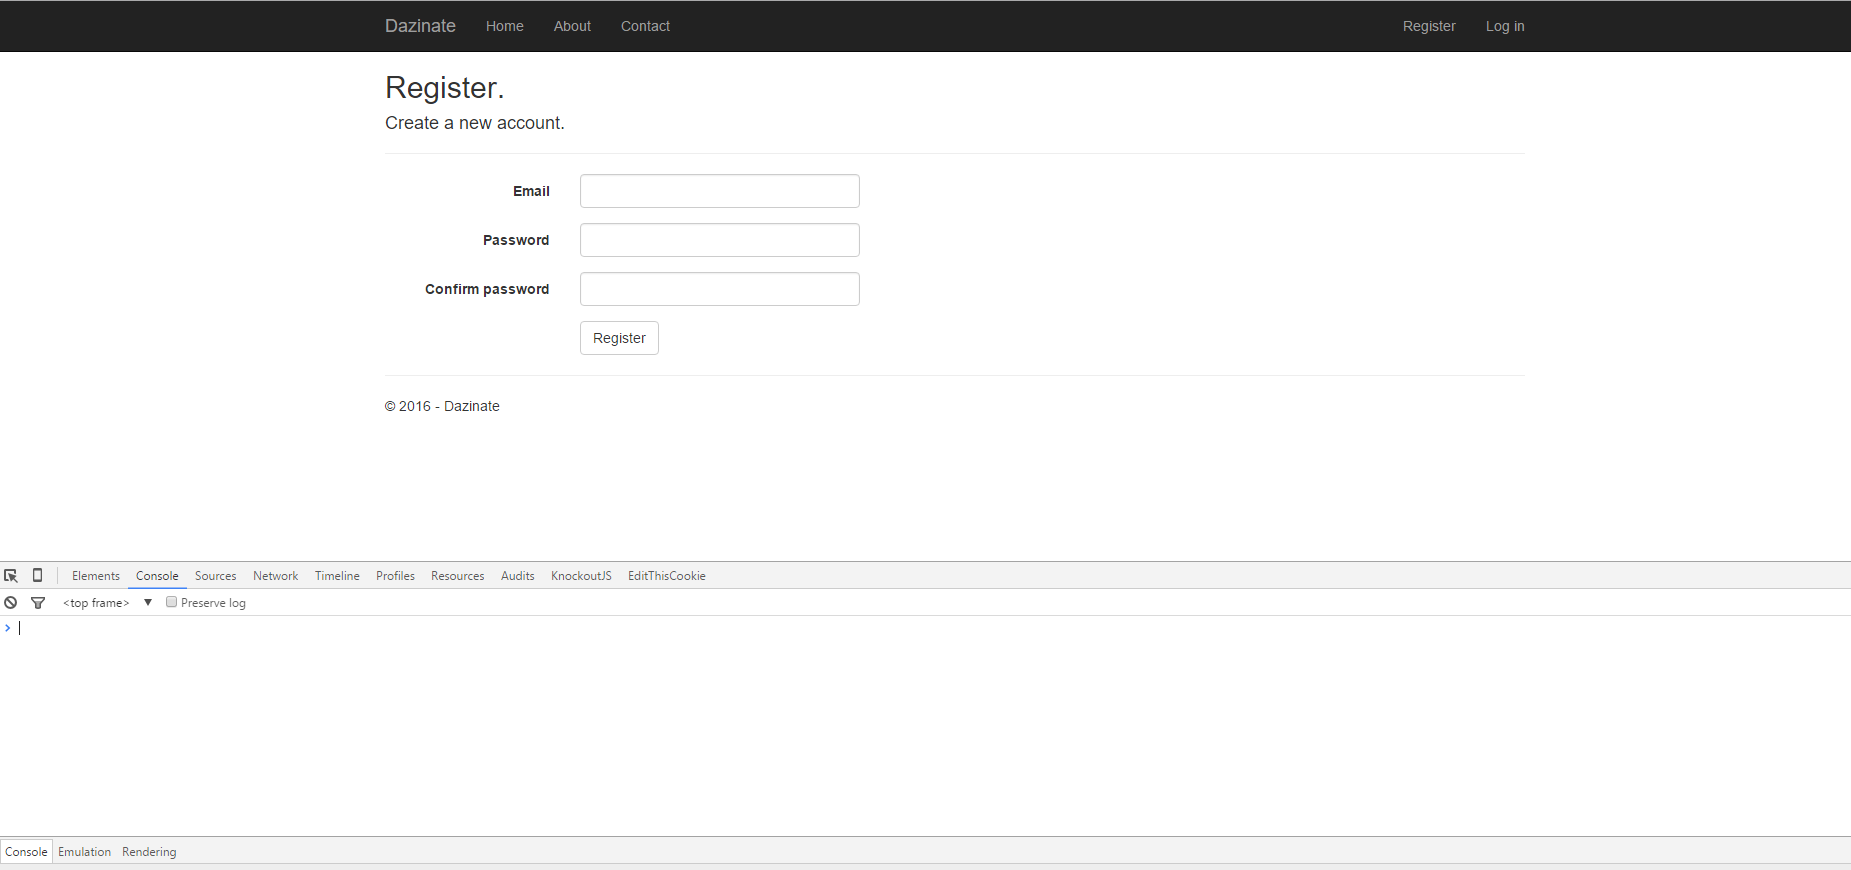 Dazinate Home About Contact Register Log in
Register.
Create a new account.
Email
Password
Confirm password
Register
© 2016 - Dazinate
Elements Console Sources Network Timeline Profiles Resources Audits KnockoutJS EditThisCookie
<top frame> ▼ Preserve log
>
Console Emulation Rendering